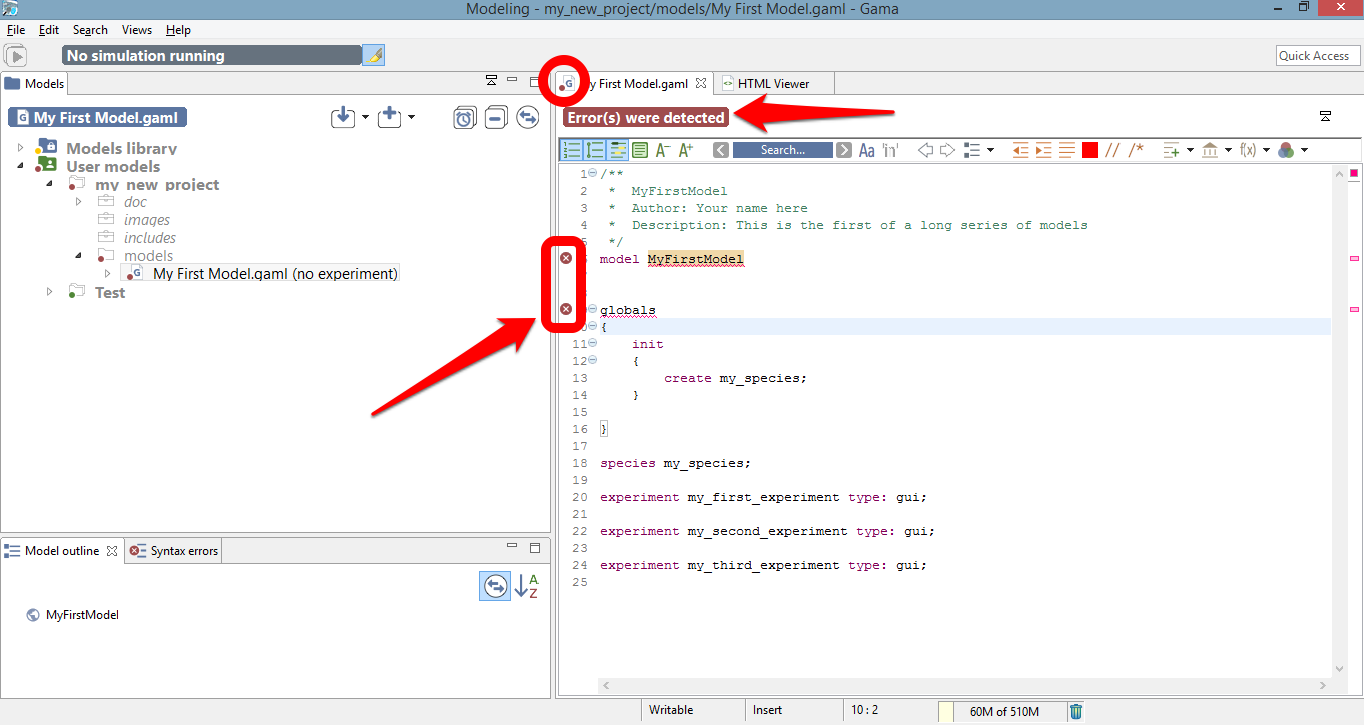 Modeling - my_new_project/models/My First Model.gaml - Gama
File Edit Search Views Help
No simulation running
Quick Access
Models
y First Model.gaml
HTML Viewer
My First Model.gaml
Error(s) were detected
Search...
Models library
User models
my_new_project
doc
images
includes
models
My First Model.gaml (no experiment)
Test
1 /**
2 * MyFirstModel
3 * Author: Your name here
4 * Description: This is the first of a long series of models
*/
model MyFirstModel
globals
{
11 init
12 {
13 create my_species;
14 }
15
16 }
17
18 species my_species;
19
20 experiment my_first_experiment type: gui;
21
22 experiment my_second_experiment type: gui;
23
24 experiment my_third_experiment type: gui;
25
Model outline
Syntax errors
A
Z
MyFirstModel
Writable
Insert
10 : 2
60M of 510M